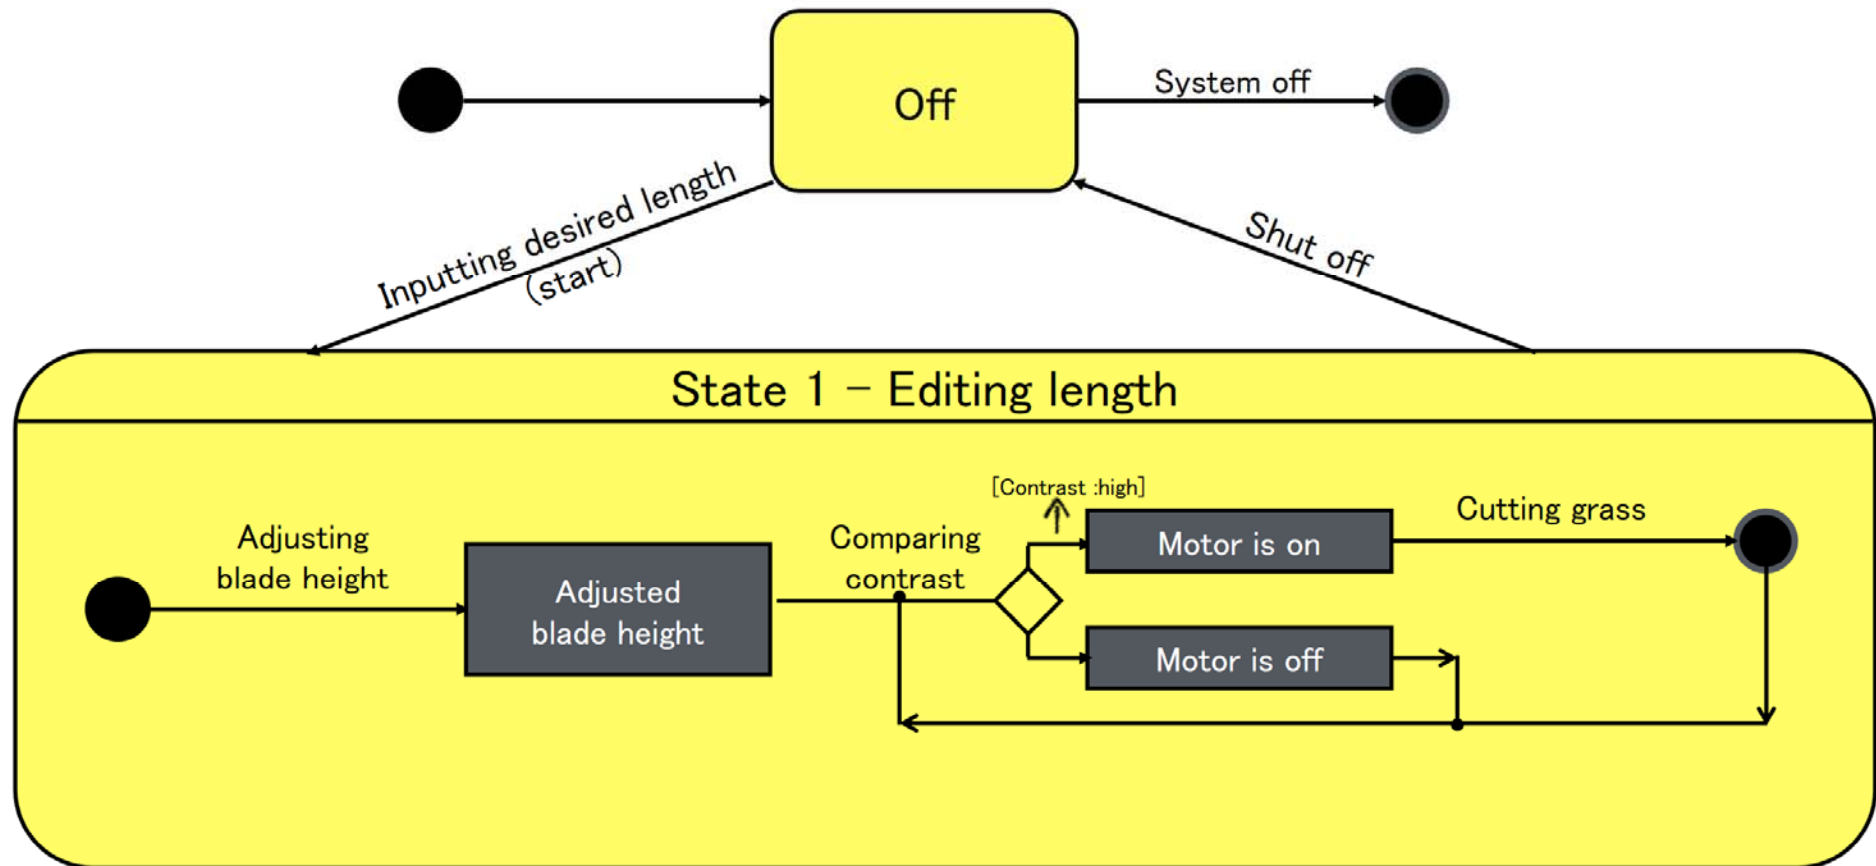 Off
System off
Inputting desired length
(start)
Shut off
State 1 - Editing length
[Contrast :high]
Adjusting
blade height
Adjusted
blade height
Comparing
contrast
Motor is on
Cutting grass
Motor is off